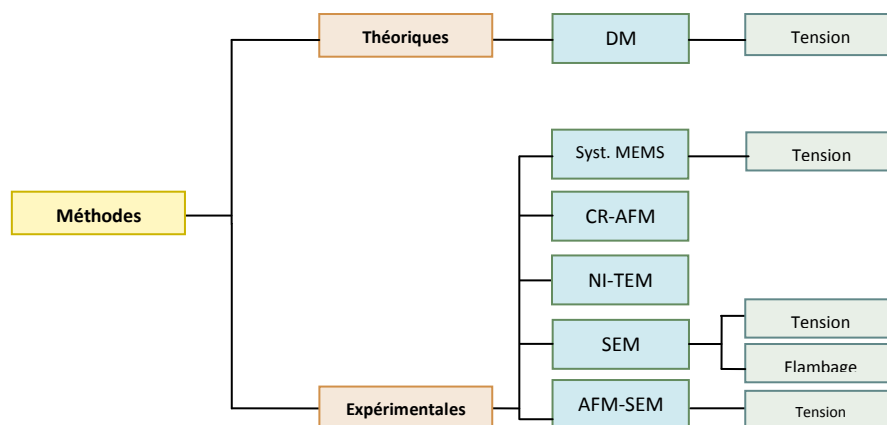 Théoriques
DM
Tension
Syst. MEMS
Tension
Méthodes
CR-AFM
NI-TEM
Tension
SEM
Flambage
Expérimentales
AFM-SEM
Tension